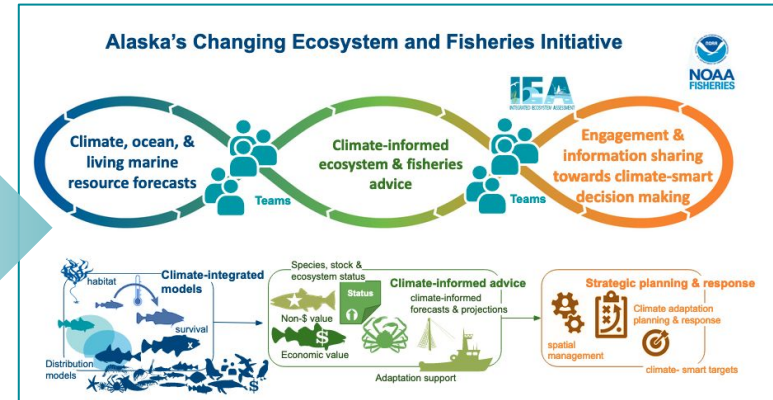 Alaska's Changing Ecosystem and Fisheries Initiative
NOAA
NOAA
FISHERIES
IEA
INTEGRATED ECOSYSTEM ASSESSMENT
Climate, ocean, &
living marine
resource forecasts
Teams
Climate-informed
ecosystem & fisheries
advice
Teams
Engagement &
information sharing
towards climate-smart
decision making
habitat
Climate-integrated
models
survival
Distribution
models
$
Species, stock &
ecosystem status
Status
Non-$ value
$
Economic value
Climate-informed advice
climate-informed
forecasts & projections
Adaptation support
Strategic planning & response
spatial
management
Climate adaptation
planning & response
climate- smart targets